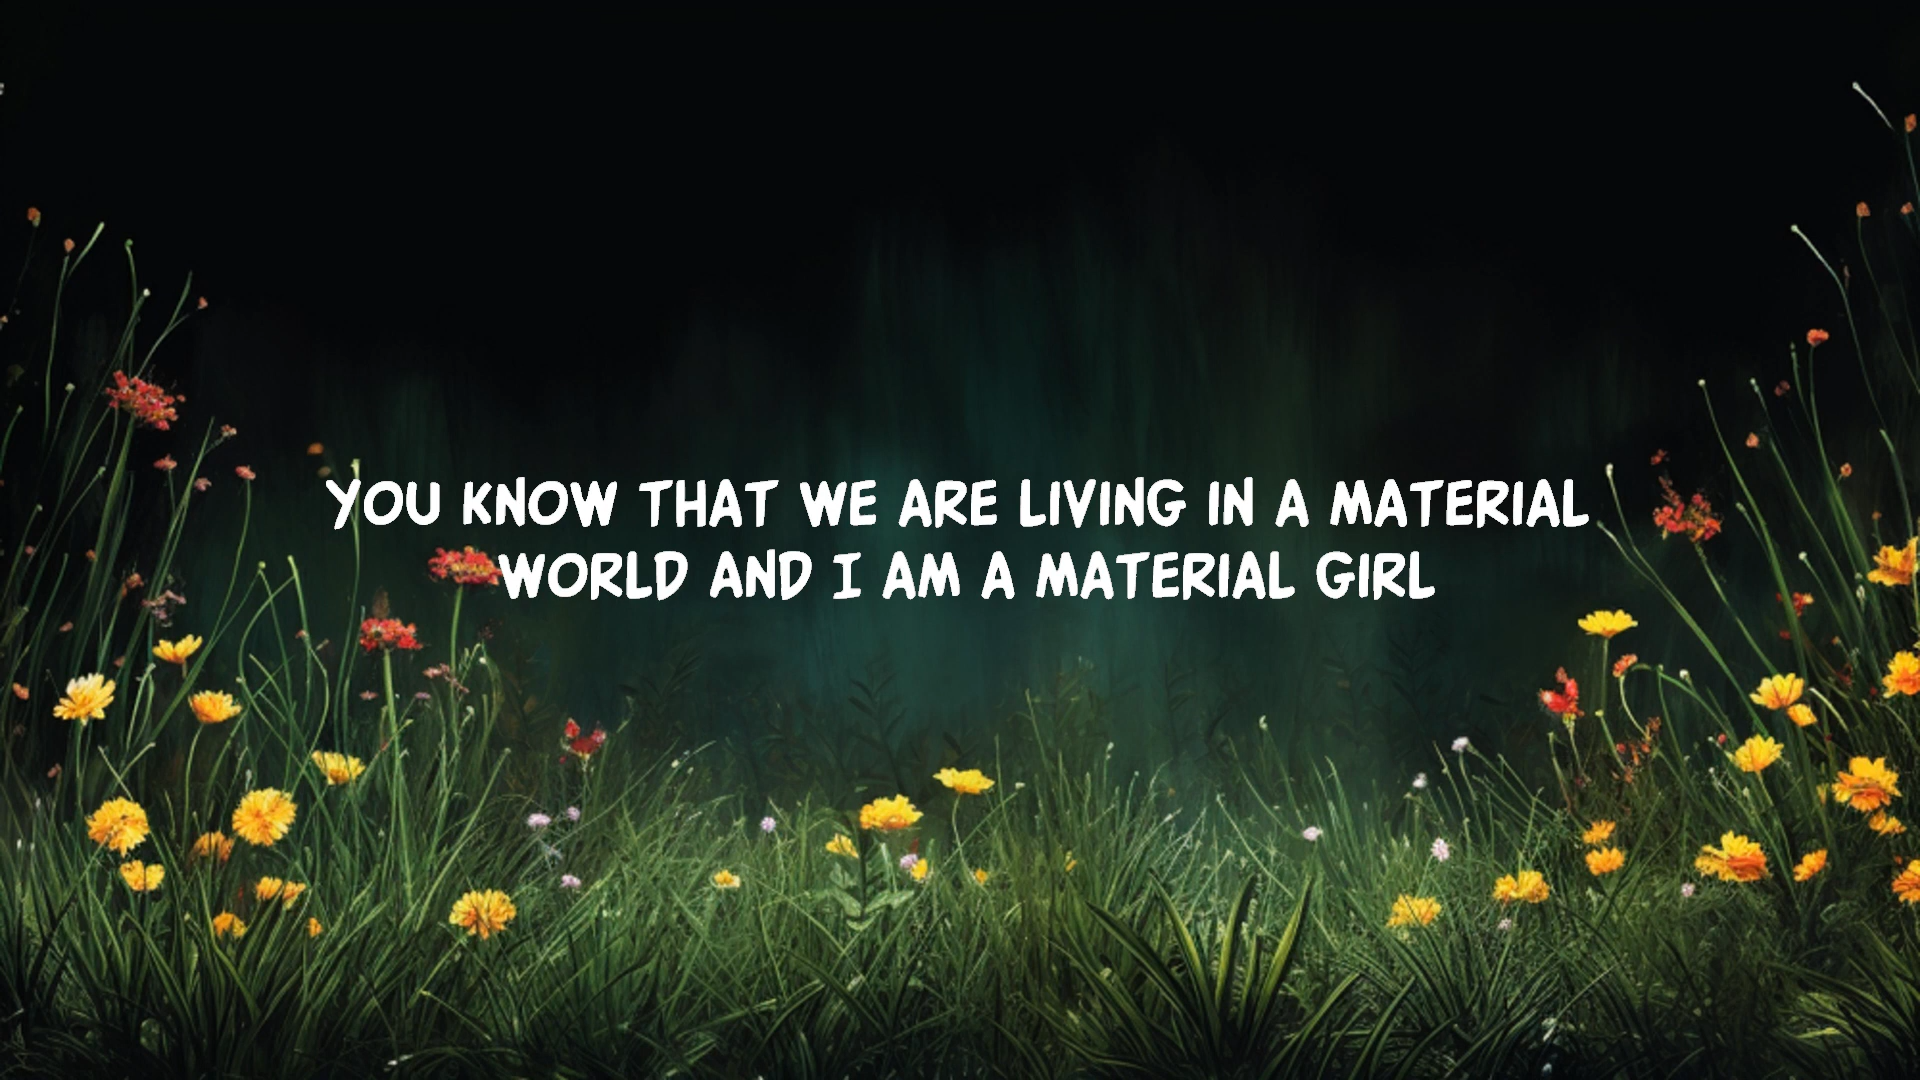 YOU KNOW THAT WE ARE LIVING IN A MATERIAL
WORLD AND I AM A MATERIAL GIRL